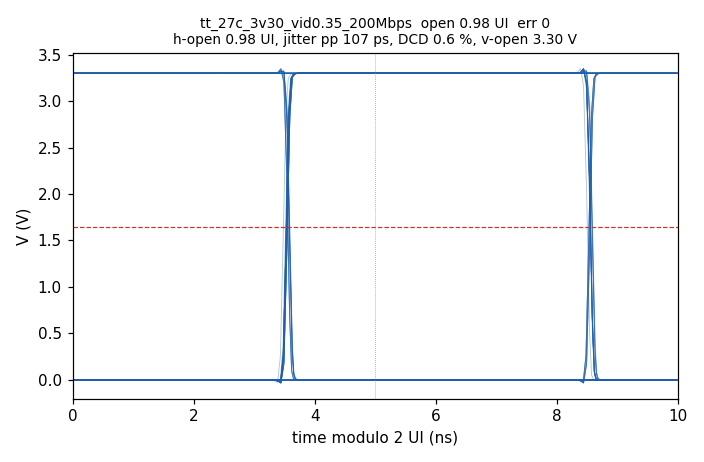 tt_27c_3v30_vid0.35_200Mbps  open 0.98 UI  err 0
h-open 0.98 UI, jitter pp 107 ps, DCD 0.6 %, v-open 3.30 V
V (V)
3.5
3.0
2.5
2.0
1.5
1.0
0.5
0.0
0 2 4 6 8 10
time modulo 2 UI (ns)